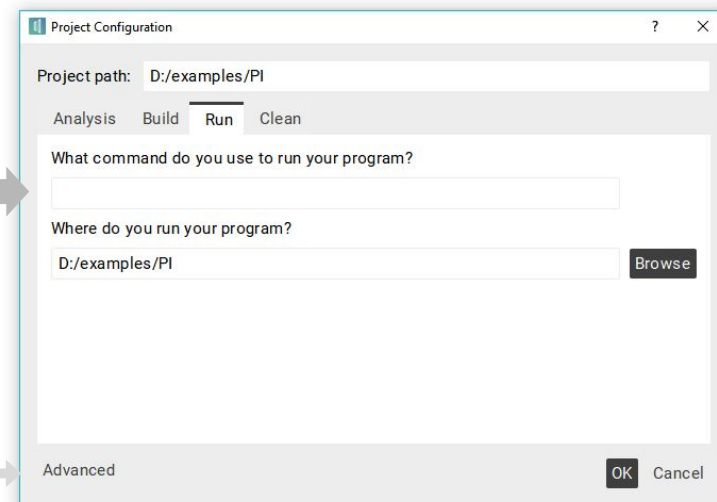 Project Configuration ? ×
Project path: D:/examples/PI
Analysis Build Run Clean
What command do you use to run your program?
Where do you run your program?
D:/examples/PI Browse
Advanced OK Cancel